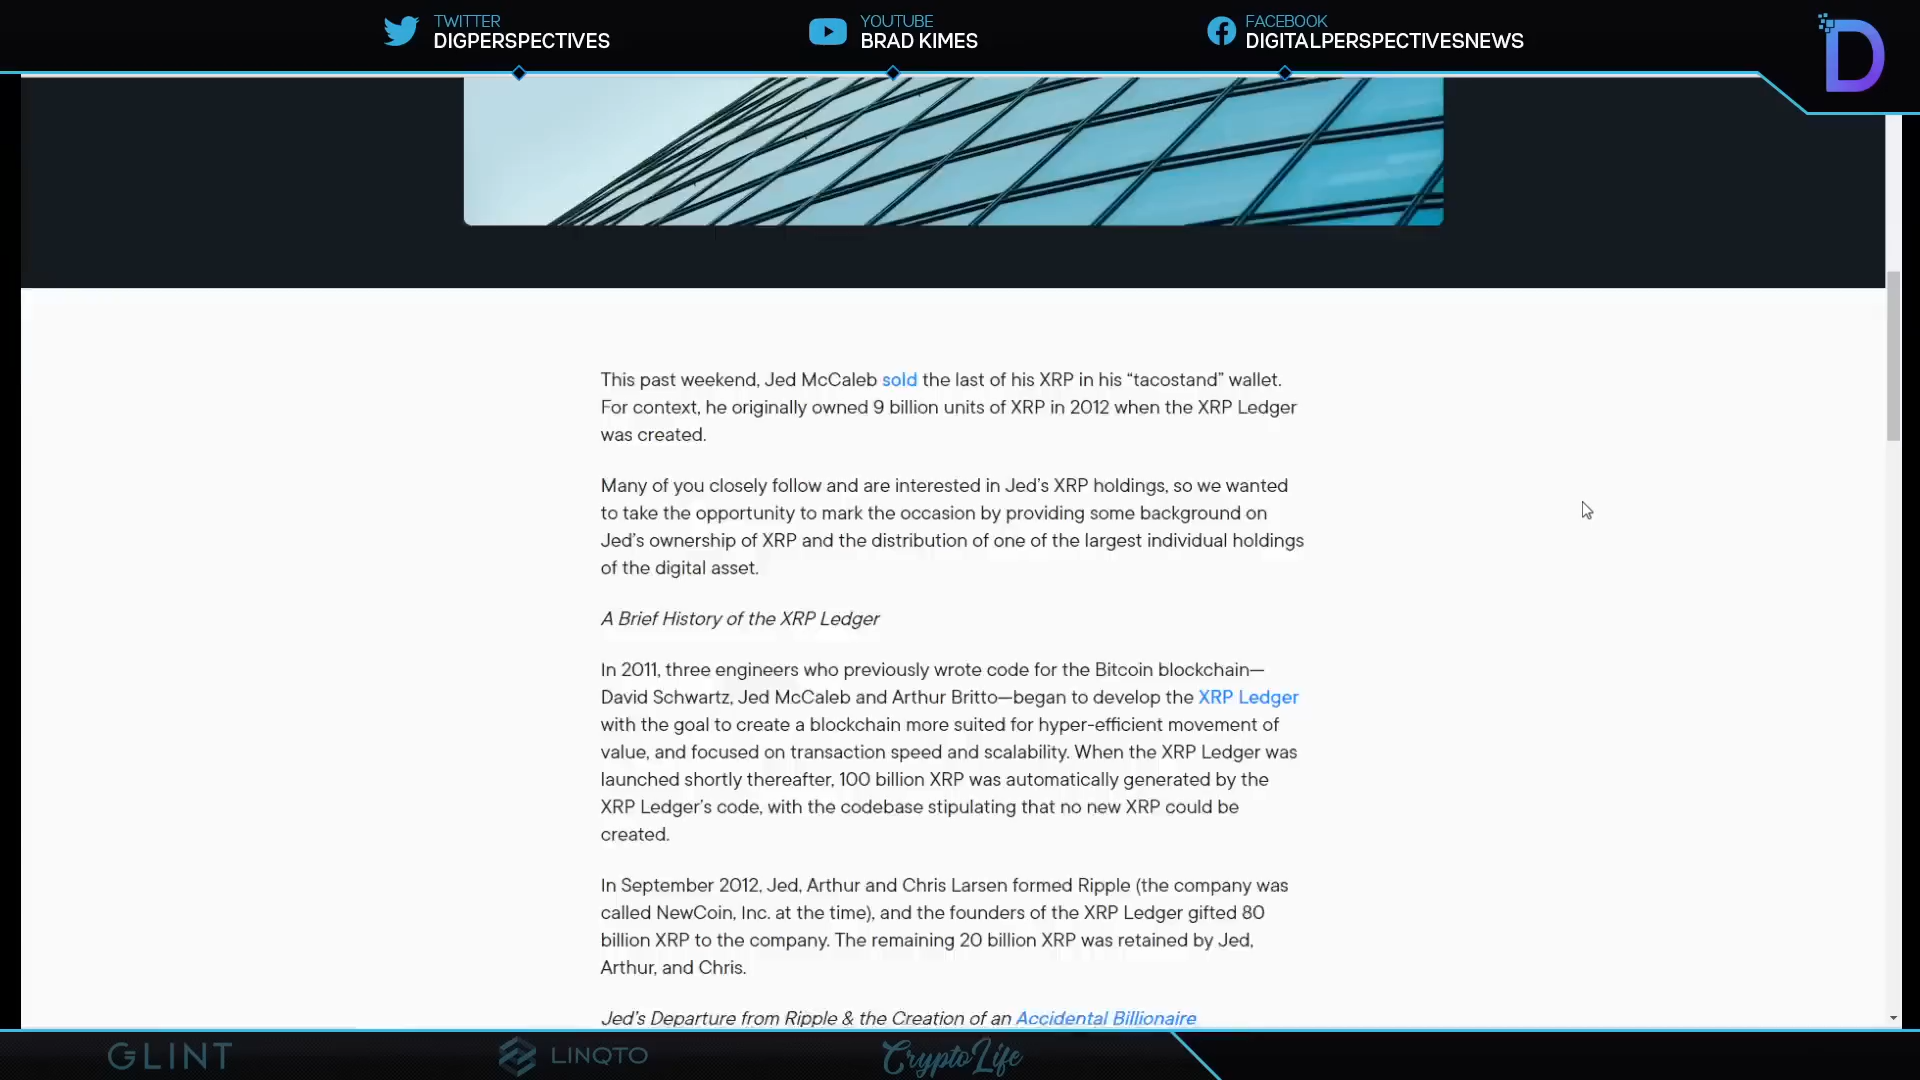 TWITTER
DIGPERSPECTIVES
YOUTUBE
BRAD KIMES
FACEBOOK
DIGITALPERSPECTIVESNEWS
D
This past weekend, Jed McCaleb sold the last of his XRP in his “tacostand” wallet.
For context, he originally owned 9 billion units of XRP in 2012 when the XRP Ledger
was created.
Many of you closely follow and are interested in Jed’s XRP holdings, so we wanted
to take the opportunity to mark the occasion by providing some background on
Jed’s ownership of XRP and the distribution of one of the largest individual holdings
of the digital asset.
A Brief History of the XRP Ledger
In 2011, three engineers who previously wrote code for the Bitcoin blockchain—
David Schwartz, Jed McCaleb and Arthur Britto—began to develop the XRP Ledger
with the goal to create a blockchain more suited for hyper-efficient movement of
value, and focused on transaction speed and scalability. When the XRP Ledger was
launched shortly thereafter, 100 billion XRP was automatically generated by the
XRP Ledger’s code, with the codebase stipulating that no new XRP could be
created.
In September 2012, Jed, Arthur and Chris Larsen formed Ripple (the company was
called NewCoin, Inc. at the time), and the founders of the XRP Ledger gifted 80
billion XRP to the company. The remaining 20 billion XRP was retained by Jed,
Arthur, and Chris.
Jed’s Departure from Ripple & the Creation of an Accidental Billionaire
GLINT
LINQTO
CryptoLife